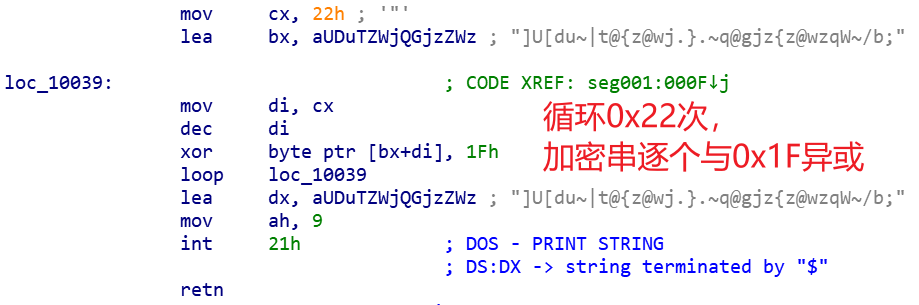 mov cx, 22h ; '"'
lea bx, aUDuTZWjQGjzZWz ; "]U[du~|t@{z@wj.}.~q@gjz{z@wzqW~/b;"
loc_10039: ; CODE XREF: seg001:000F↓j
mov di, cx
dec di
xor byte ptr [bx+di], 1Fh
loop loc_10039
lea dx, aUDuTZWjQGjzZWz ; "]U[du~|t@{z@wj.}.~q@gjz{z@wzqW~/b;"
mov ah, 9
int 21h ; DOS - PRINT STRING
; DS:DX -> string terminated by "$"
retn
循环0x22次，
加密串逐个与0x1F异或